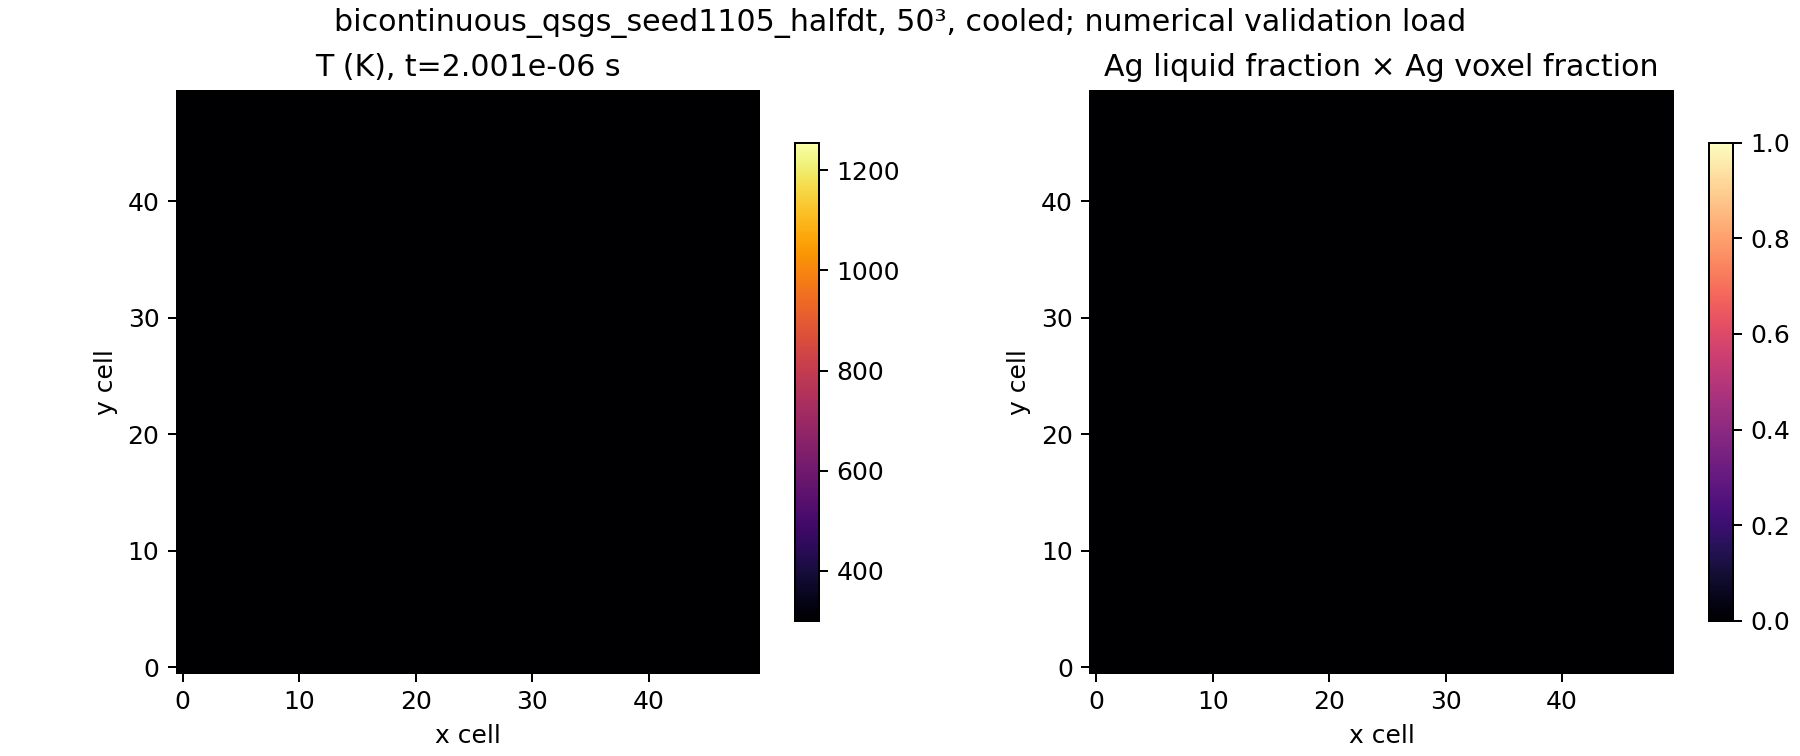 bicontinuous_qsgs_seed1105_halfdt, 50³, cooled; numerical validation load
T (K), t=2.001e-06 s
y cell
40
30
20
10
0
0 10 20 30 40
x cell
1200
1000
800
600
400
Ag liquid fraction × Ag voxel fraction
y cell
40
30
20
10
0
0 10 20 30 40
x cell
1.0
0.8
0.6
0.4
0.2
0.0